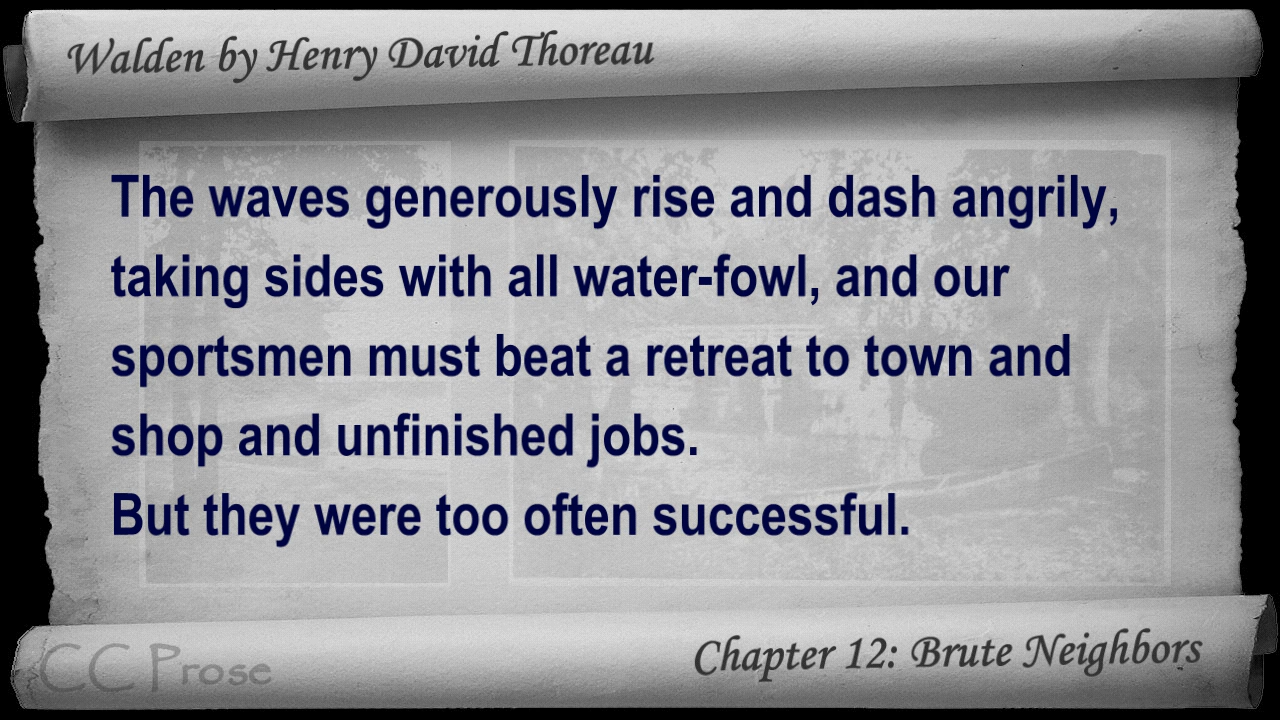 Walden by Henry David Thoreau
The waves generously rise and dash angrily,
taking sides with all water-fowl, and our
sportsmen must beat a retreat to town and
shop and unfinished jobs.
But they were too often successful.
CC Prose
Chapter 12: Brute Neighbors